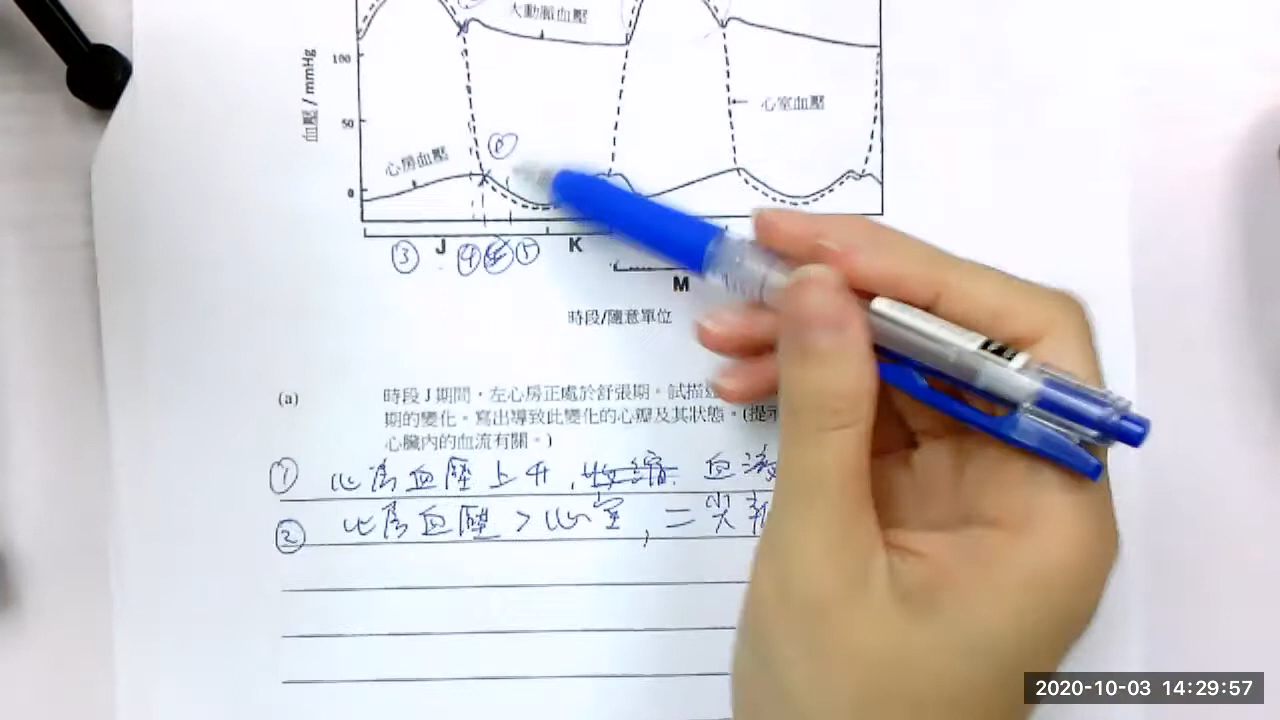 大動脈血壓
100
血壓 / mmHg
心室血壓
50
⑥
心房血壓
0
J K
③ ④ ⑤
M
時段/隨意單位
(a) 時段 J 期間，左心房正處於舒張期。試描
期的變化。寫出導致此變化的心瓣及其狀態。(提示
心臟內的血流有關。)
① 心房血壓上升, 血液
② 心房血壓 > 心室, 二尖
2020-10-03 14:29:57